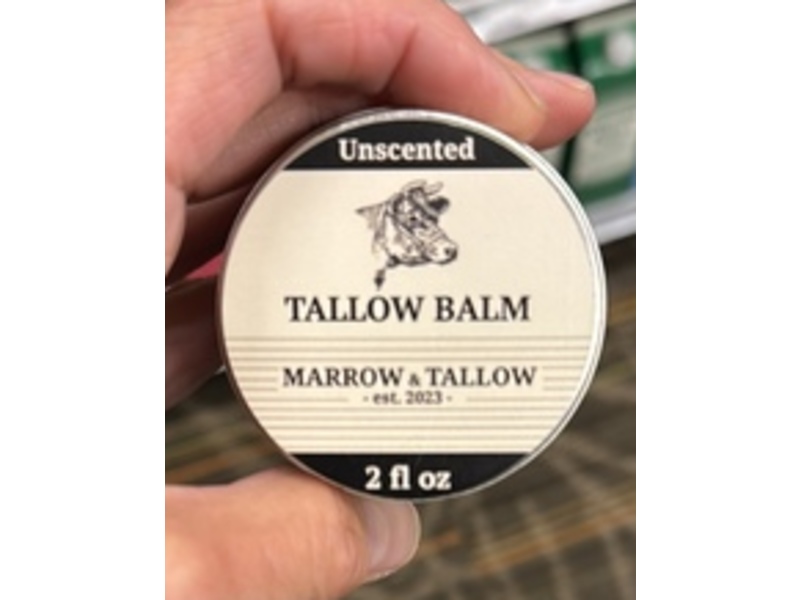 Unscented
TALLOW BALM
MARROW & TALLOW
- est. 2023 -
2 fl oz